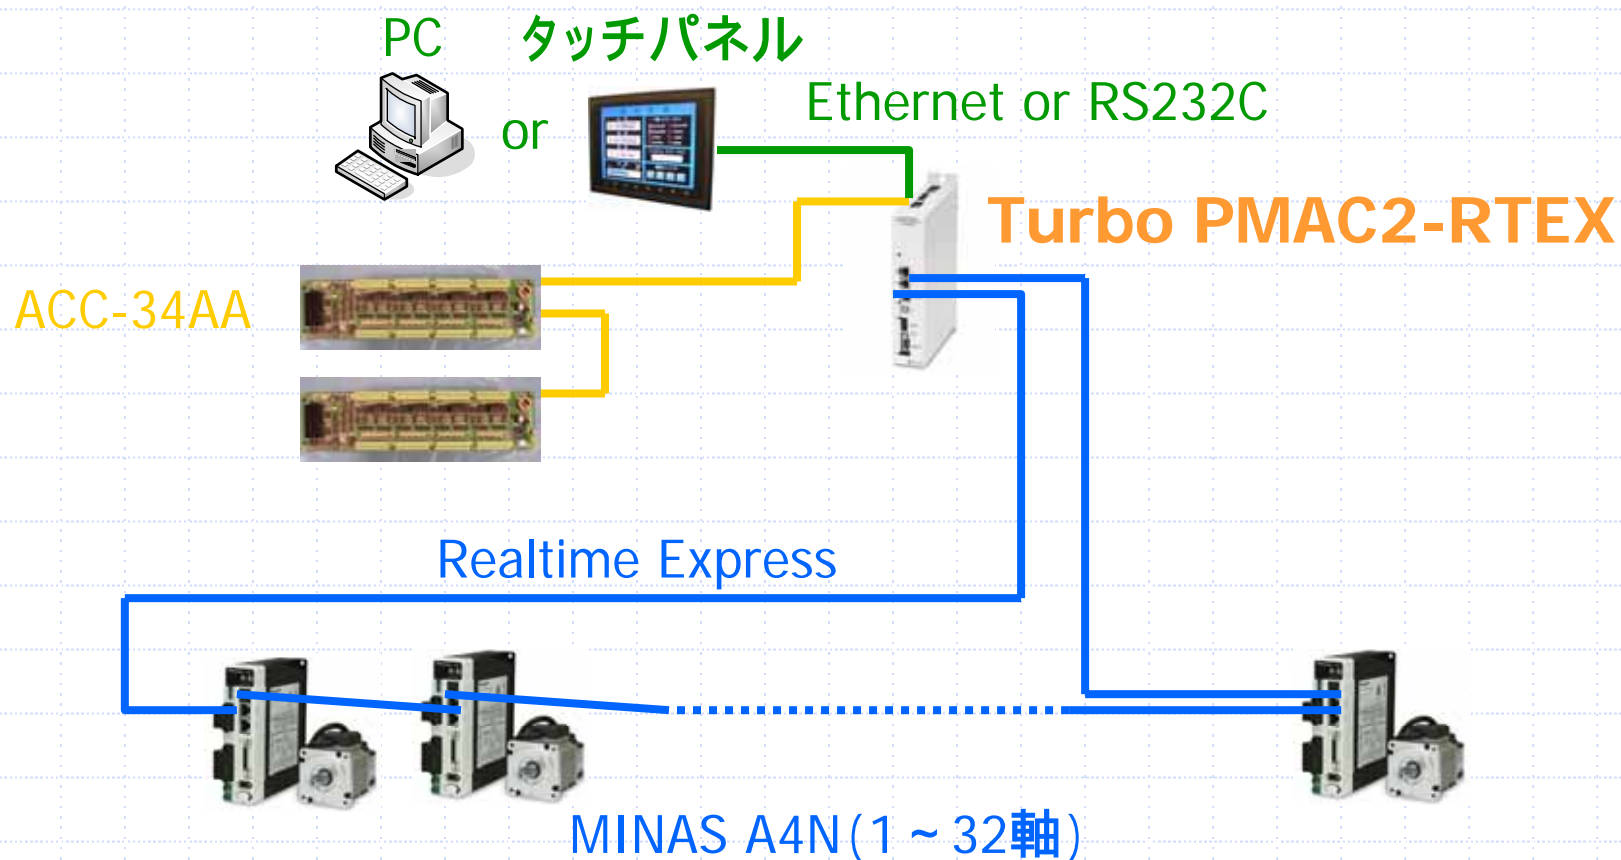 PC
タッチパネル
or
Ethernet or RS232C
Turbo PMAC2-RTEX
ACC-34AA
Realtime Express
MINAS A4N(1~32軸)